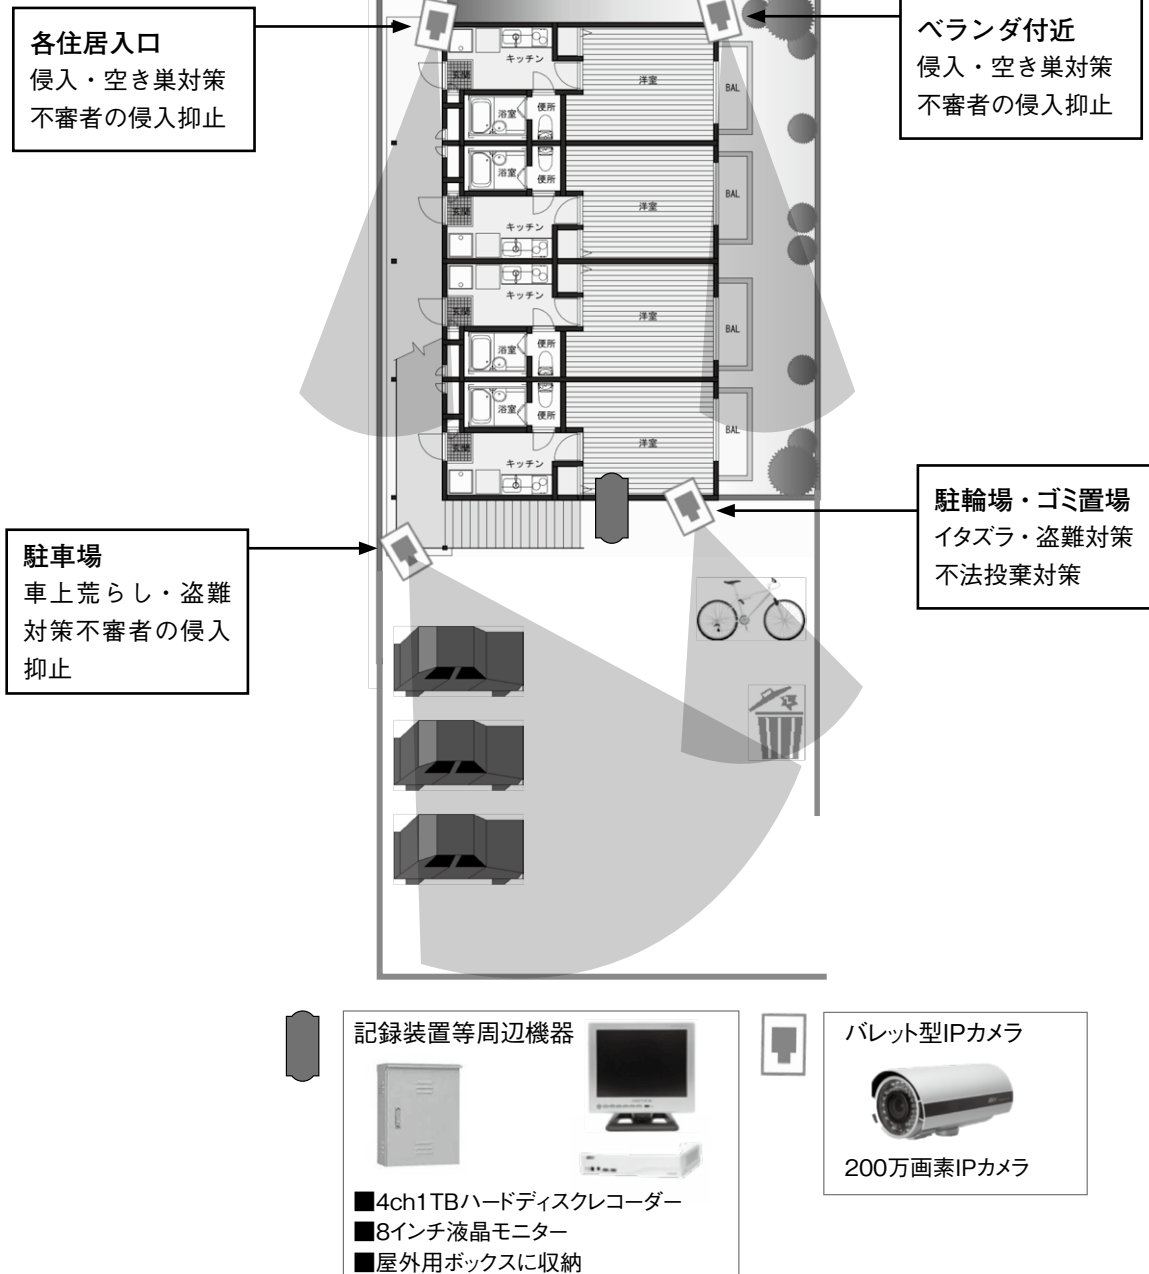 各住居入口
侵入・空き巣対策
不審者の侵入抑止
ベランダ付近
侵入・空き巣対策
不審者の侵入抑止
キッチン
玄関
浴室
便所
洋室
BAL
浴室
便所
玄関
キッチン
洋室
BAL
キッチン
玄関
浴室
便所
洋室
BAL
浴室
便所
玄関
キッチン
洋室
BAL
駐輪場・ゴミ置場
イタズラ・盗難対策
不法投棄対策
駐車場
車上荒らし・盗難
対策不審者の侵入
抑止
記録装置等周辺機器
■4ch1TBハードディスクレコーダー
■8インチ液晶モニター
■屋外用ボックスに収納
バレット型IPカメラ
200万画素IPカメラ